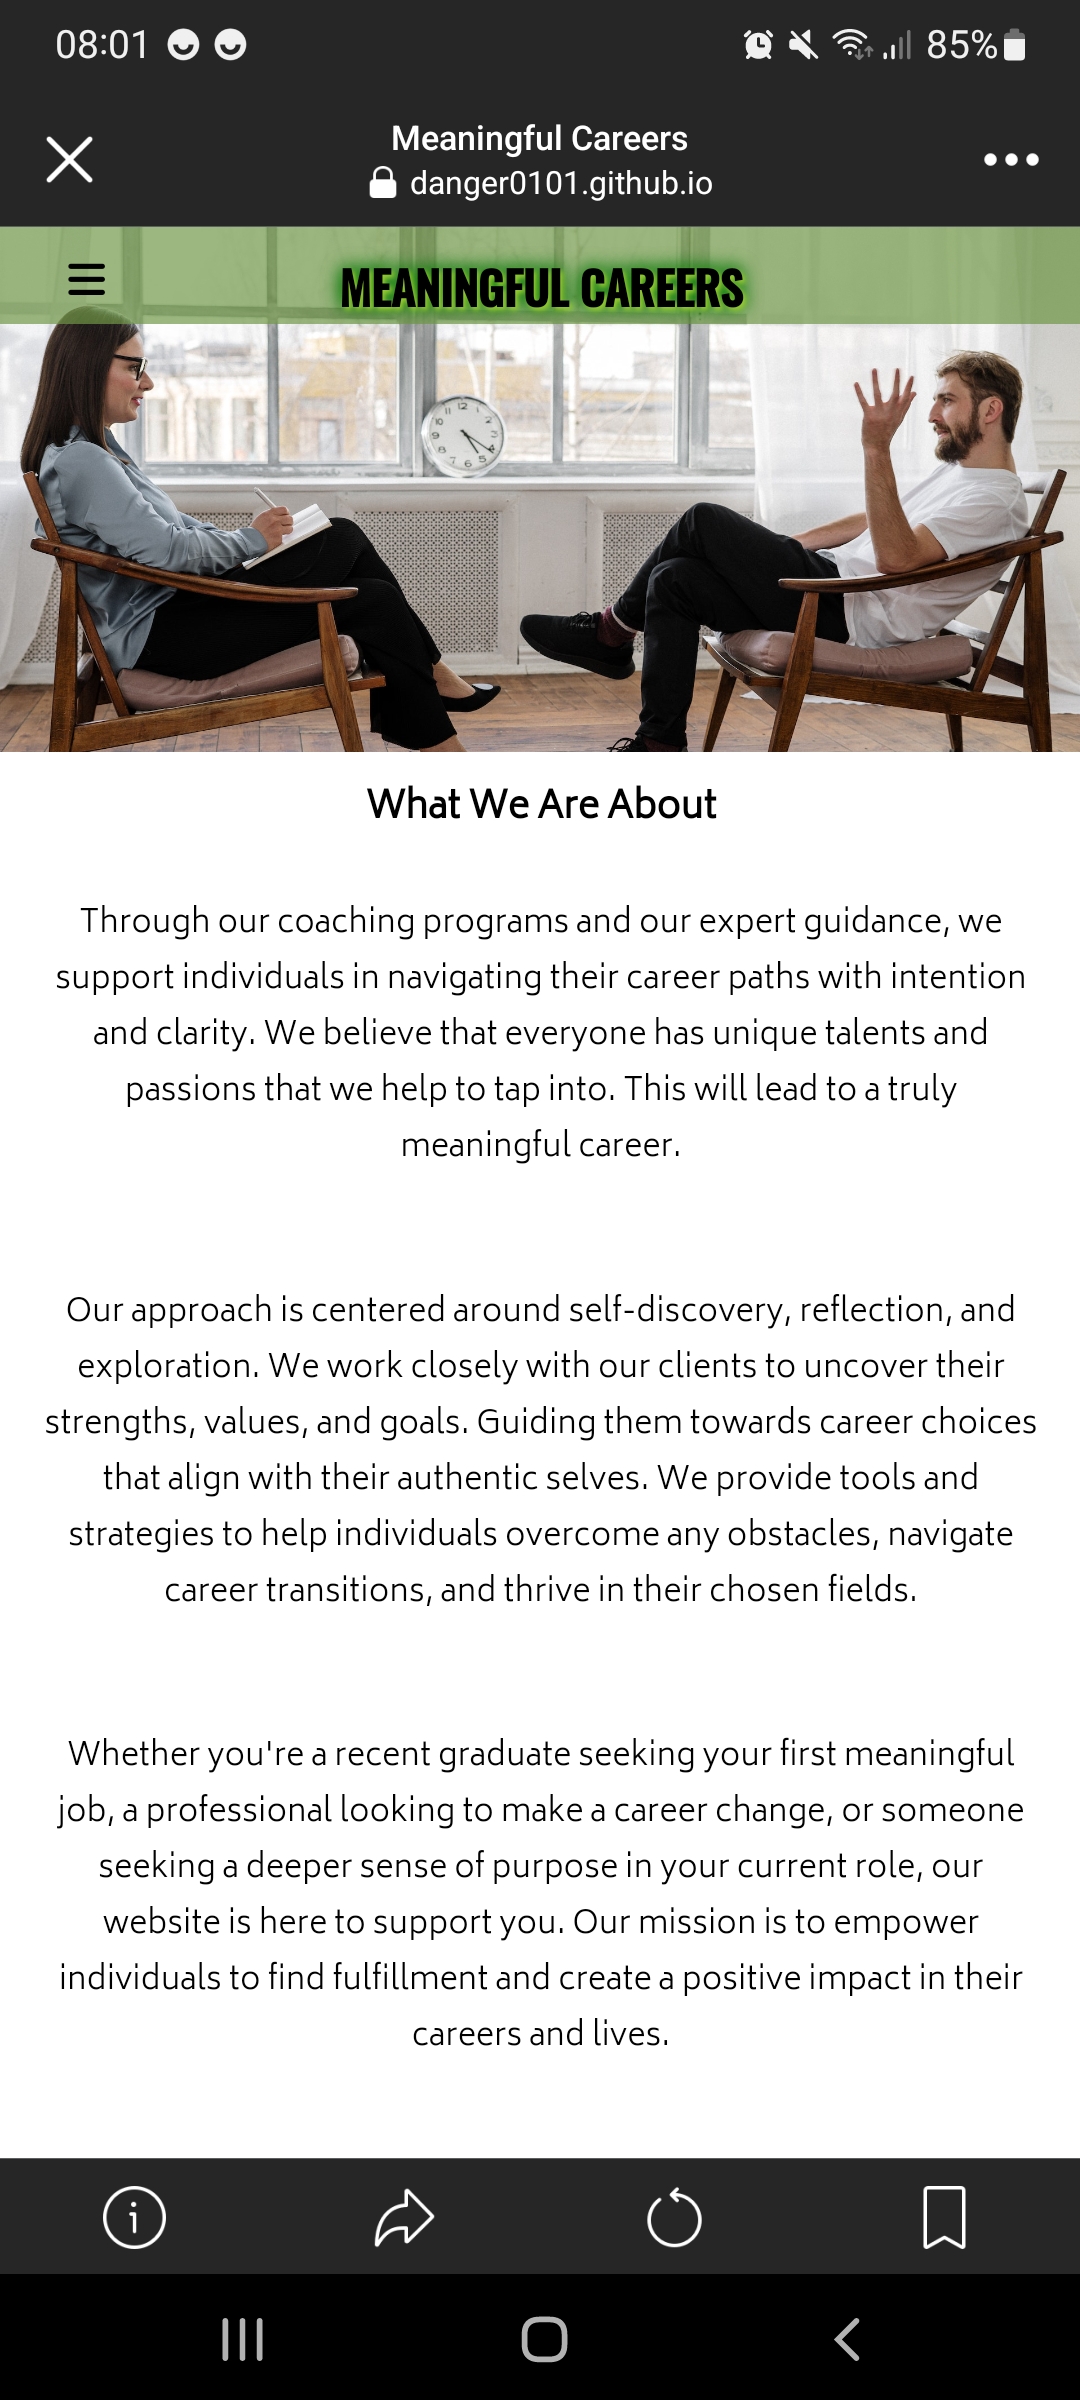 08:01
85%
Meaningful Careers
danger0101.github.io
MEANINGFUL CAREERS
What We Are About
Through our coaching programs and our expert guidance, we
support individuals in navigating their career paths with intention
and clarity. We believe that everyone has unique talents and
passions that we help to tap into. This will lead to a truly
meaningful career.
Our approach is centered around self-discovery, reflection, and
exploration. We work closely with our clients to uncover their
strengths, values, and goals. Guiding them towards career choices
that align with their authentic selves. We provide tools and
strategies to help individuals overcome any obstacles, navigate
career transitions, and thrive in their chosen fields.
Whether you're a recent graduate seeking your first meaningful
job, a professional looking to make a career change, or someone
seeking a deeper sense of purpose in your current role, our
website is here to support you. Our mission is to empower
individuals to find fulfillment and create a positive impact in their
careers and lives.